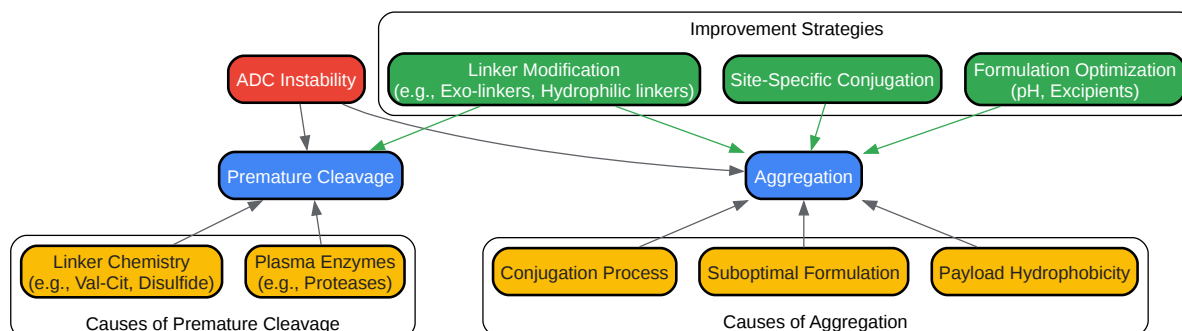 Improvement Strategies
ADC Instability
Linker Modification
(e.g., Exo-linkers, Hydrophilic linkers)
Site-Specific Conjugation
Formulation Optimization
(pH, Excipients)
Premature Cleavage
Aggregation
Linker Chemistry
(e.g., Val-Cit, Disulfide)
Plasma Enzymes
(e.g., Proteases)
Conjugation Process
Suboptimal Formulation
Payload Hydrophobicity
Causes of Premature Cleavage
Causes of Aggregation